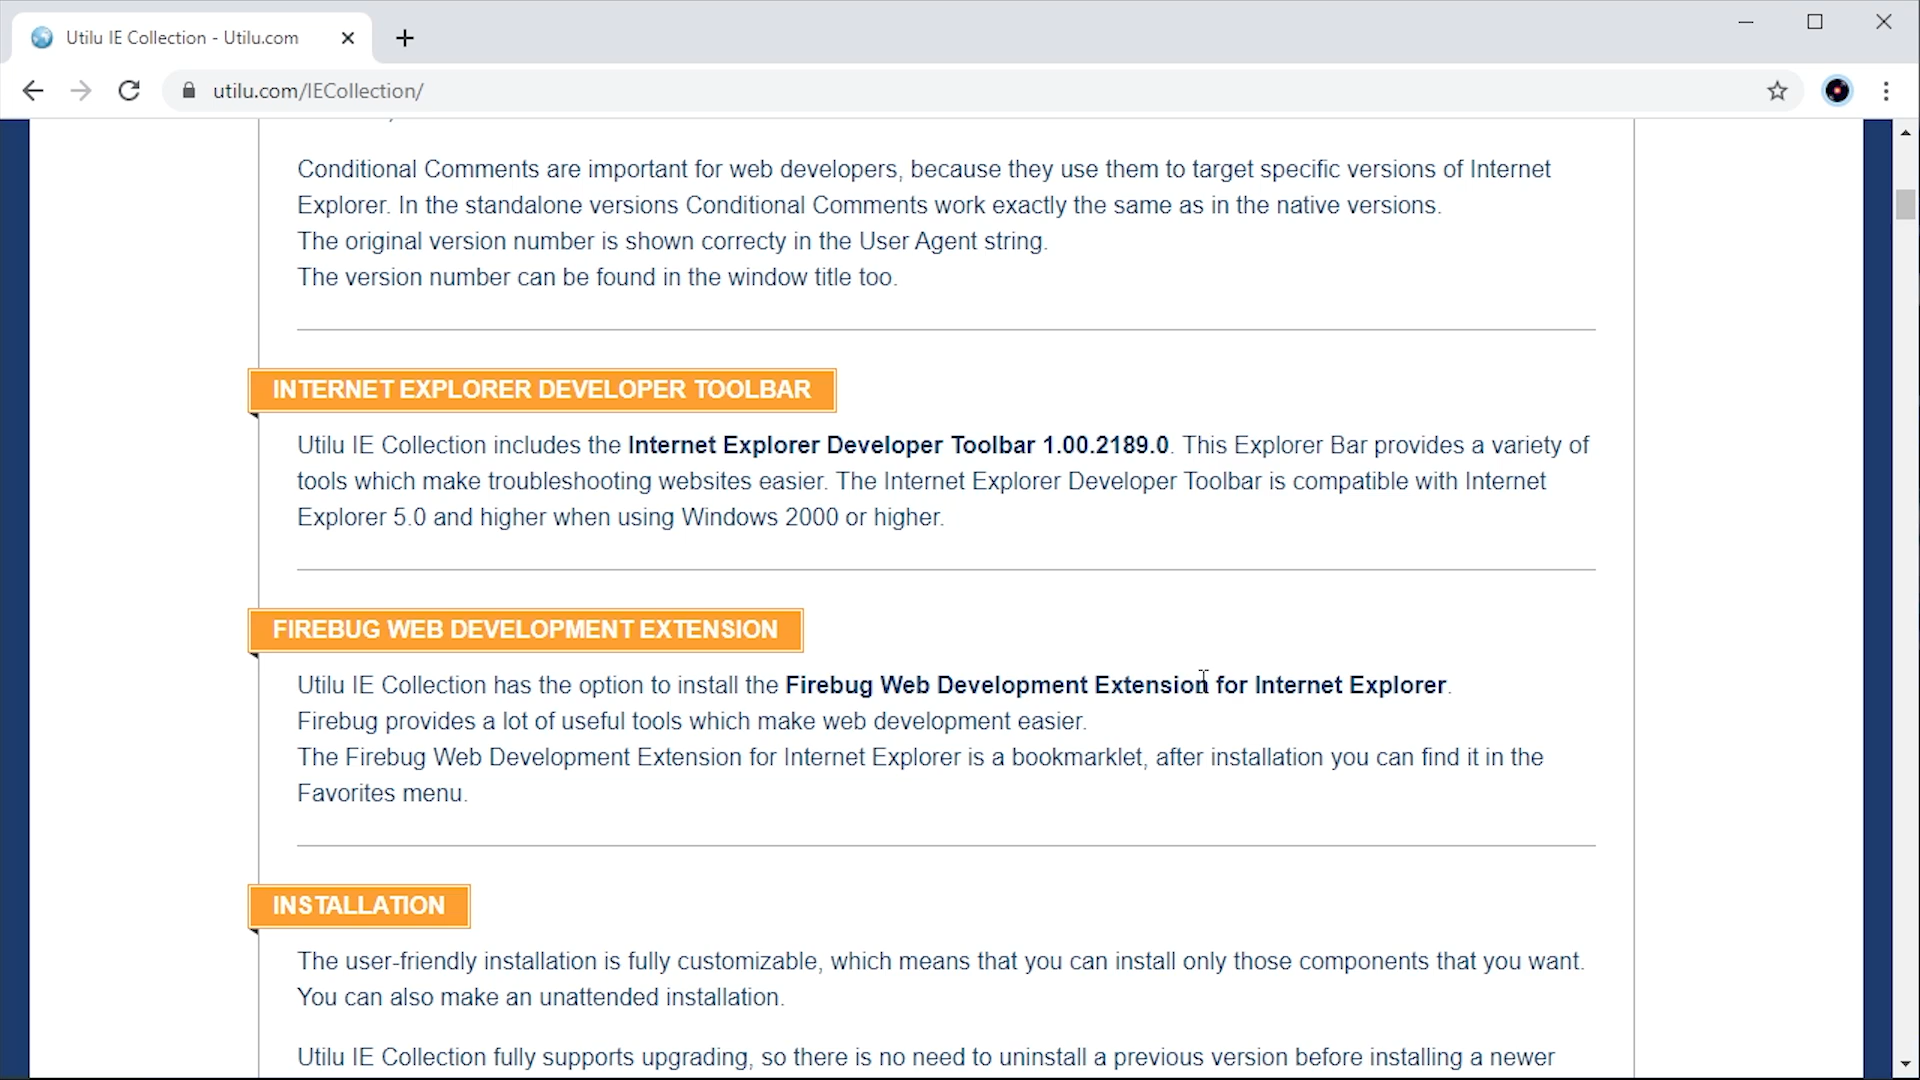 Utilu IE Collection - Utilu.com
utilu.com/IECollection/
Conditional Comments are important for web developers, because they use them to target specific versions of Internet
Explorer. In the standalone versions Conditional Comments work exactly the same as in the native versions.
The original version number is shown correcty in the User Agent string.
The version number can be found in the window title too.
INTERNET EXPLORER DEVELOPER TOOLBAR
Utilu IE Collection includes the Internet Explorer Developer Toolbar 1.00.2189.0. This Explorer Bar provides a variety of
tools which make troubleshooting websites easier. The Internet Explorer Developer Toolbar is compatible with Internet
Explorer 5.0 and higher when using Windows 2000 or higher.
FIREBUG WEB DEVELOPMENT EXTENSION
Utilu IE Collection has the option to install the Firebug Web Development Extension for Internet Explorer.
Firebug provides a lot of useful tools which make web development easier.
The Firebug Web Development Extension for Internet Explorer is a bookmarklet, after installation you can find it in the
Favorites menu.
INSTALLATION
The user-friendly installation is fully customizable, which means that you can install only those components that you want.
You can also make an unattended installation.
Utilu IE Collection fully supports upgrading, so there is no need to uninstall a previous version before installing a newer